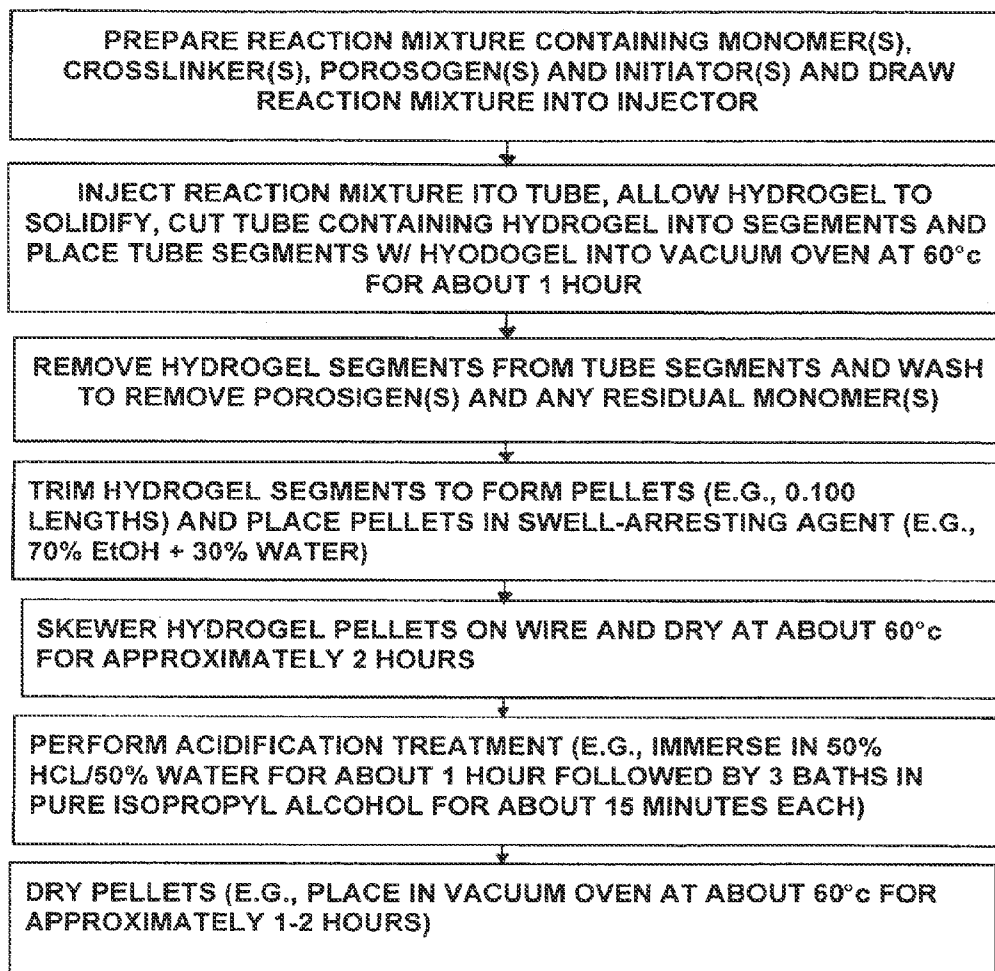 PREPARE REACTION MIXTURE CONTAINING MONOMER(S),
CROSSLINKER(S), POROSOGEN(S) AND INITIATOR(S) AND DRAW
REACTION MIXTURE INTO INJECTOR
INJECT REACTION MIXTURE ITO TUBE, ALLOW HYDROGEL TO
SOLIDIFY, CUT TUBE CONTAINING HYDROGEL INTO SEGEMENTS AND
PLACE TUBE SEGMENTS W/ HYODOGEL INTO VACUUM OVEN AT 60°c
FOR ABOUT 1 HOUR
REMOVE HYDROGEL SEGMENTS FROM TUBE SEGMENTS AND WASH
TO REMOVE POROSIGEN(S) AND ANY RESIDUAL MONOMER(S)
TRIM HYDROGEL SEGMENTS TO FORM PELLETS (E.G., 0.100
LENGTHS) AND PLACE PELLETS IN SWELL-ARRESTING AGENT (E.G.,
70% EtOH + 30% WATER)
SKEWER HYDROGEL PELLETS ON WIRE AND DRY AT ABOUT 60°c
FOR APPROXIMATELY 2 HOURS
PERFORM ACIDIFICATION TREATMENT (E.G., IMMERSE IN 50%
HCL/50% WATER FOR ABOUT 1 HOUR FOLLOWED BY 3 BATHS IN
PURE ISOPROPYL ALCOHOL FOR ABOUT 15 MINUTES EACH)
DRY PELLETS (E.G., PLACE IN VACUUM OVEN AT ABOUT 60°c FOR
APPROXIMATELY 1-2 HOURS)